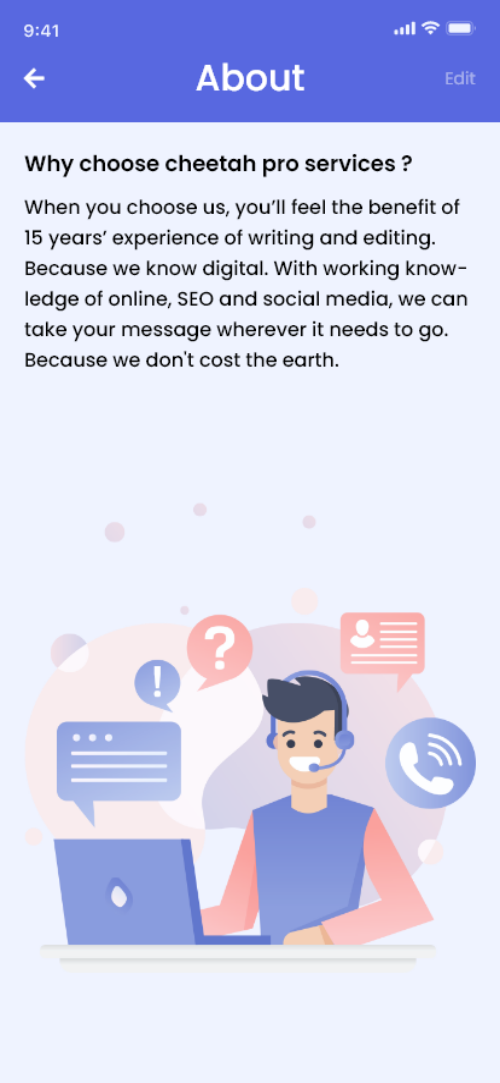 9:41
About
Edit
Why choose cheetah pro services ?
When you choose us, you’ll feel the benefit of
15 years’ experience of writing and editing.
Because we know digital. With working know-
ledge of online, SEO and social media, we can
take your message wherever it needs to go.
Because we don't cost the earth.
!
?